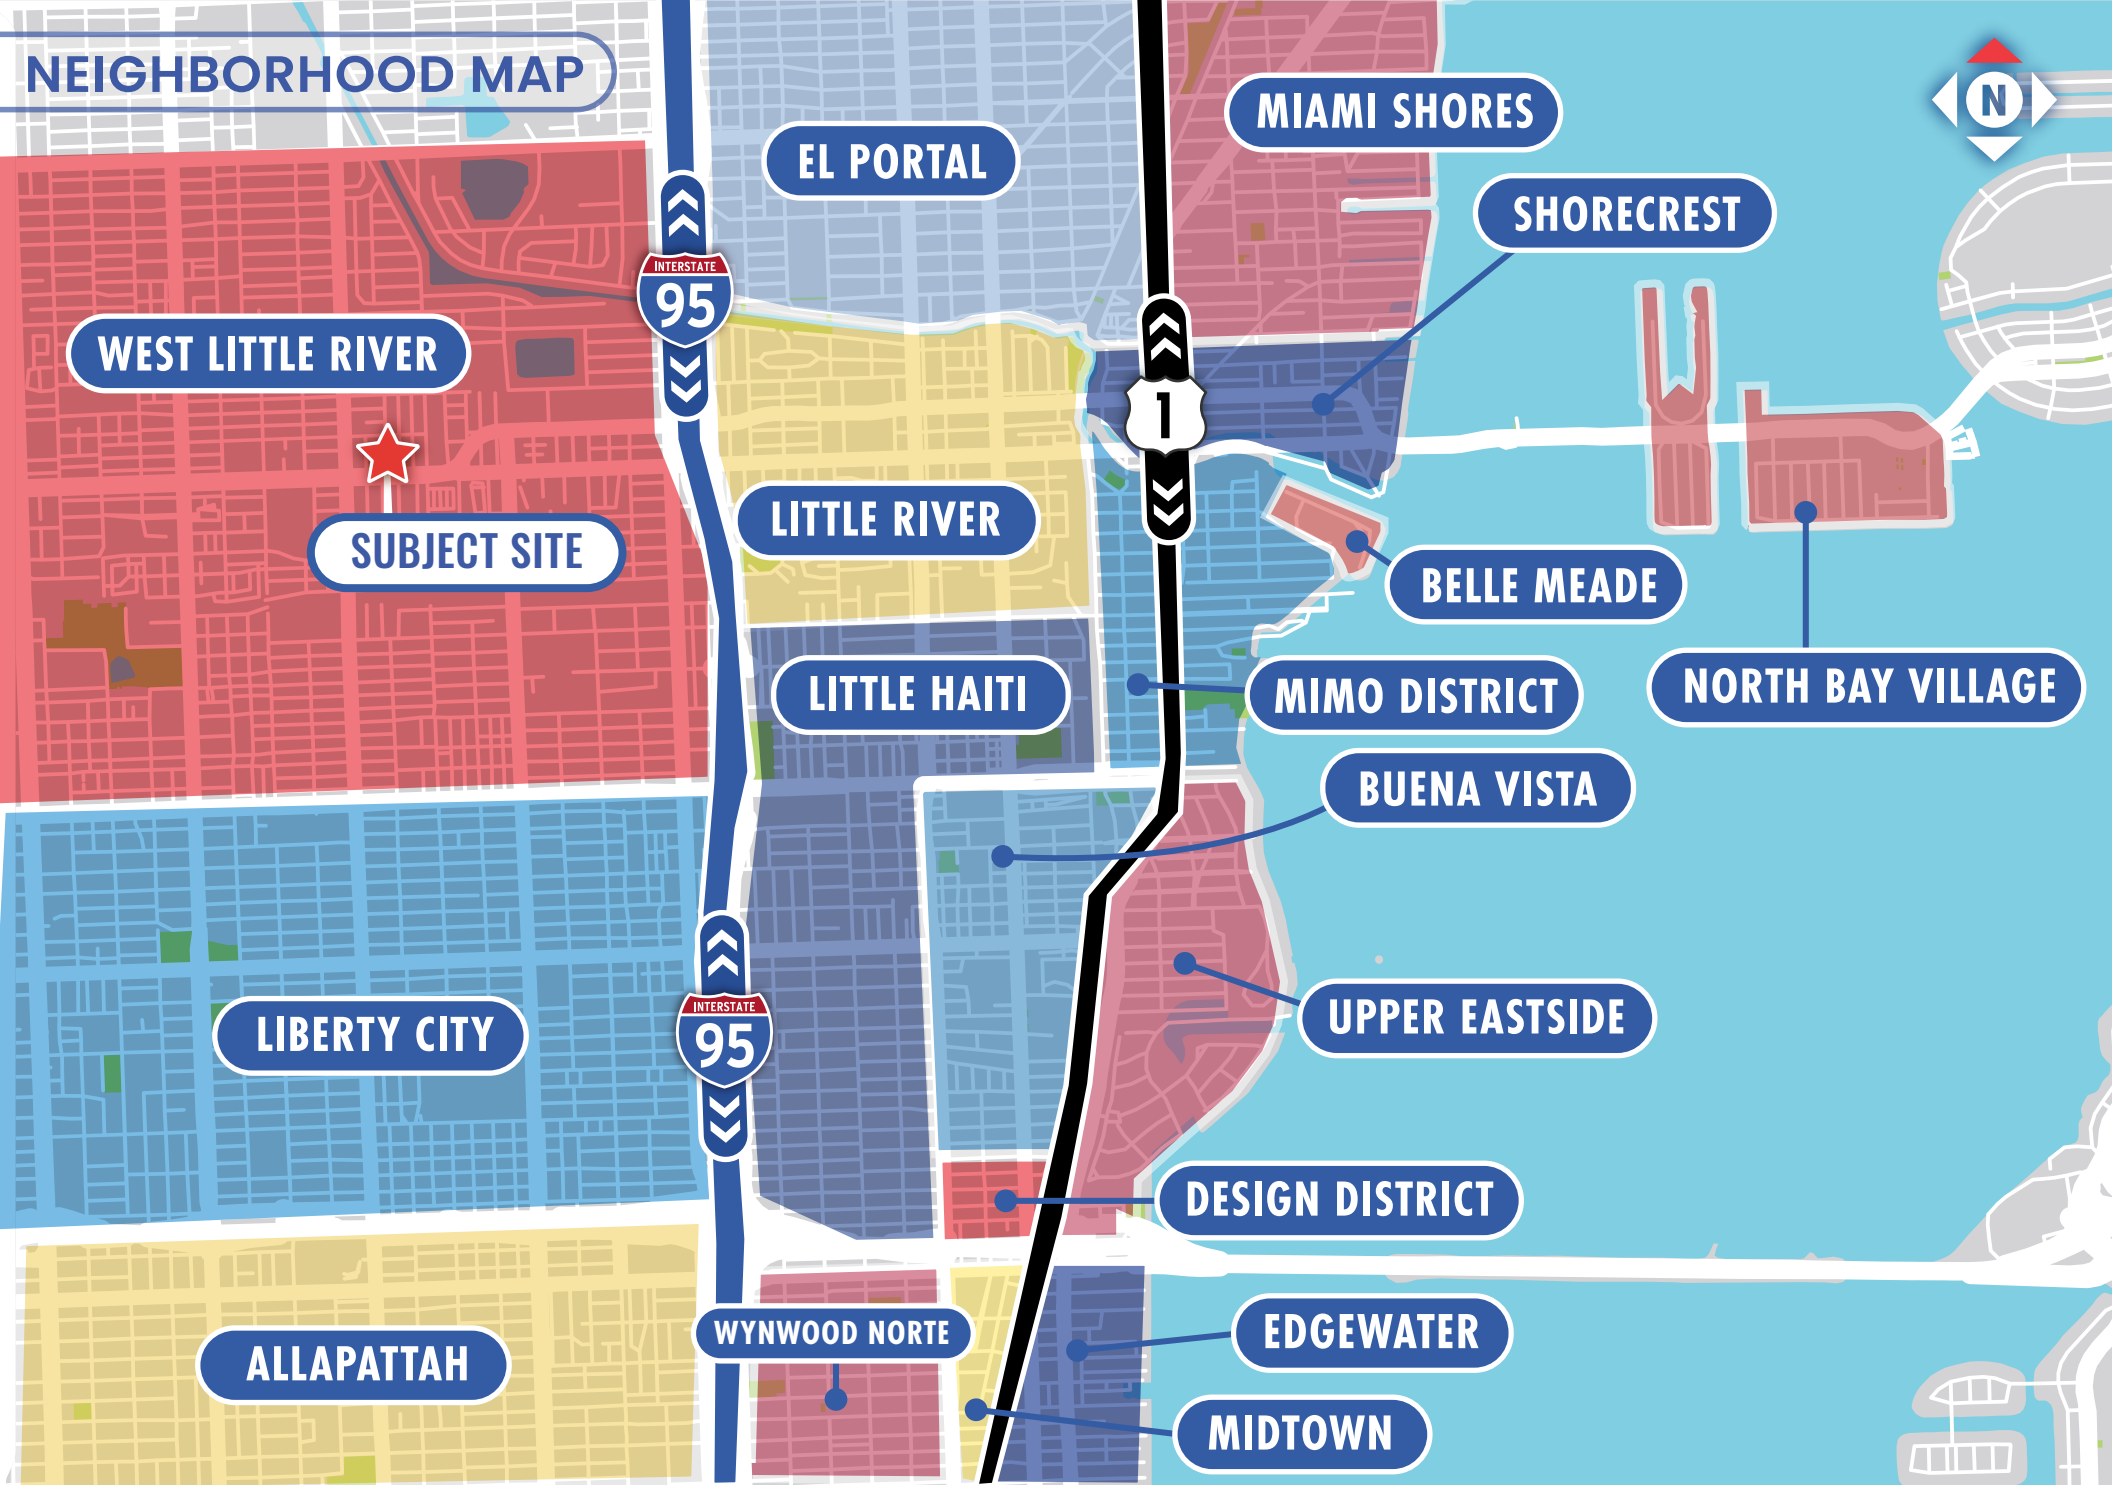 NEIGHBORHOOD MAP
N
MIAMI SHORES
EL PORTAL
SHORECREST
INTERSTATE
95
WEST LITTLE RIVER
1
LITTLE RIVER
SUBJECT SITE
BELLE MEADE
LITTLE HAITI
MIMO DISTRICT
NORTH BAY VILLAGE
BUENA VISTA
INTERSTATE
95
LIBERTY CITY
UPPER EASTSIDE
DESIGN DISTRICT
WYNWOOD NORTE
EDGEWATER
ALLAPATTAH
MIDTOWN